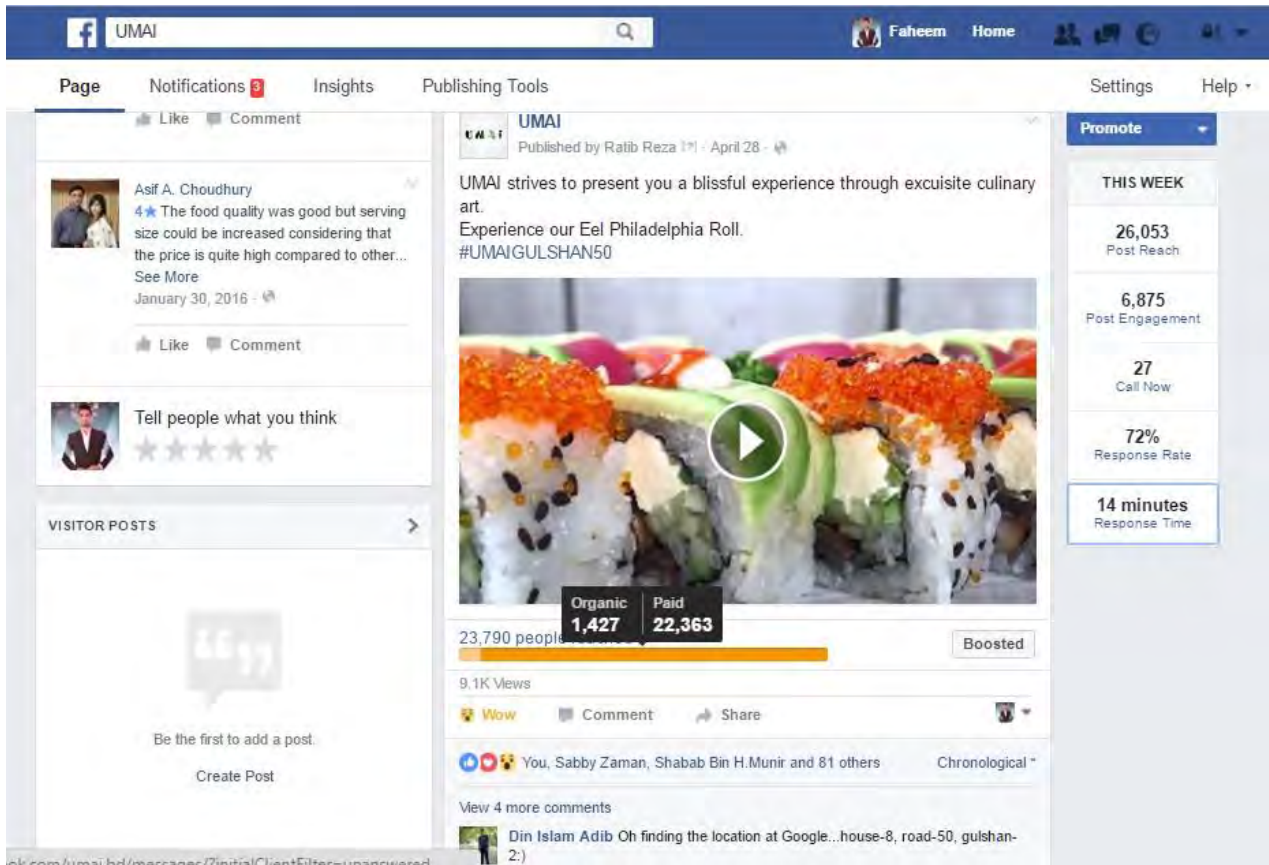 UMAI
Faheem Home
Page Notifications 3 Insights Publishing Tools Settings Help
Like Comment
Asif A. Choudhury
4★ The food quality was good but serving
size could be increased considering that
the price is quite high compared to other...
See More
January 30, 2016
Like Comment
Tell people what you think
VISITOR POSTS
Be the first to add a post.
Create Post
UMAI
UMAI
Published by Ratib Reza [?] · April 28 ·
UMAI strives to present you a blissful experience through excuisite culinary
art.
Experience our Eel Philadelphia Roll.
#UMAIGULSHAN50
Organic Paid
1,427 22,363
23,790 people
Boosted
9.1K Views
Wow Comment Share
You, Sabby Zaman, Shabab Bin H.Munir and 81 others Chronological
View 4 more comments
Din Islam Adib Oh finding the location at Google...house-8, road-50, gulshan-
2:)
Promote
THIS WEEK
26,053
Post Reach
6,875
Post Engagement
27
Call Now
72%
Response Rate
14 minutes
Response Time